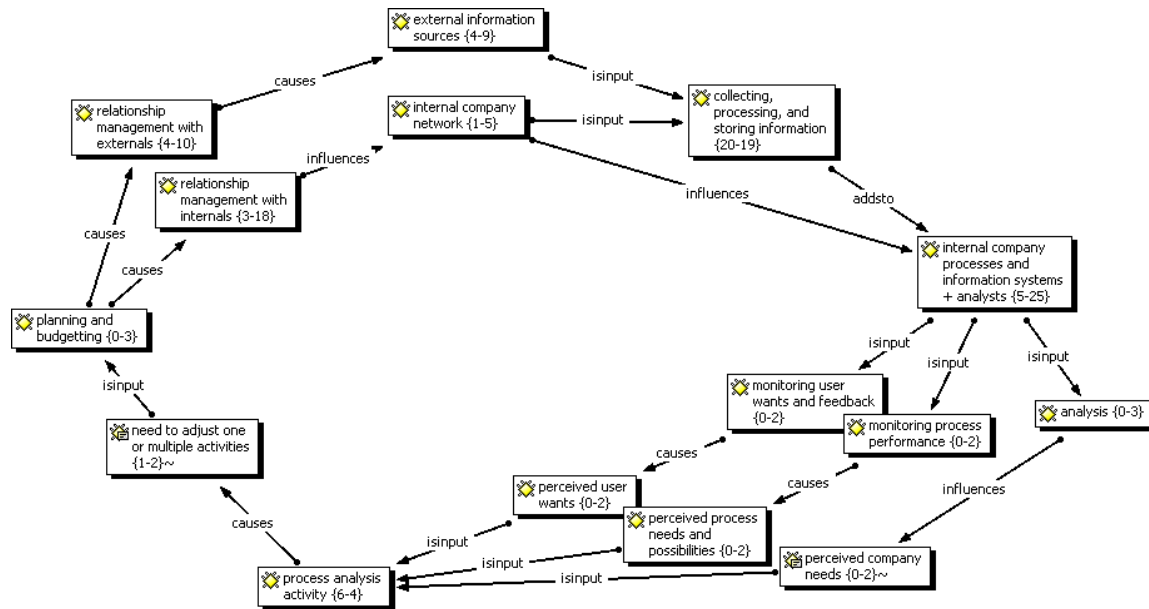 external information
sources {4-9}
causes
isinput
relationship
management with
externals {4-10}
internal company
network {1-5}
isinput
collecting,
processing, and
storing information
{20-19}
influences
relationship
management with
internals {3-18}
influences
addsto
causes
causes
internal company
processes and
information systems
+ analysts {5-25}
planning and
budgetting {0-3}
isinput
isinput
isinput
isinput
monitoring user
wants and feedback
{0-2}
monitoring process
performance {0-2}
analysis {0-3}
need to adjust one
or multiple activities
{1-2}~
causes
causes
influences
perceived user
wants {0-2}
perceived process
needs and
possibilities {0-2}
causes
isinput
isinput
isinput
perceived company
needs {0-2}~
process analysis
activity {6-4}